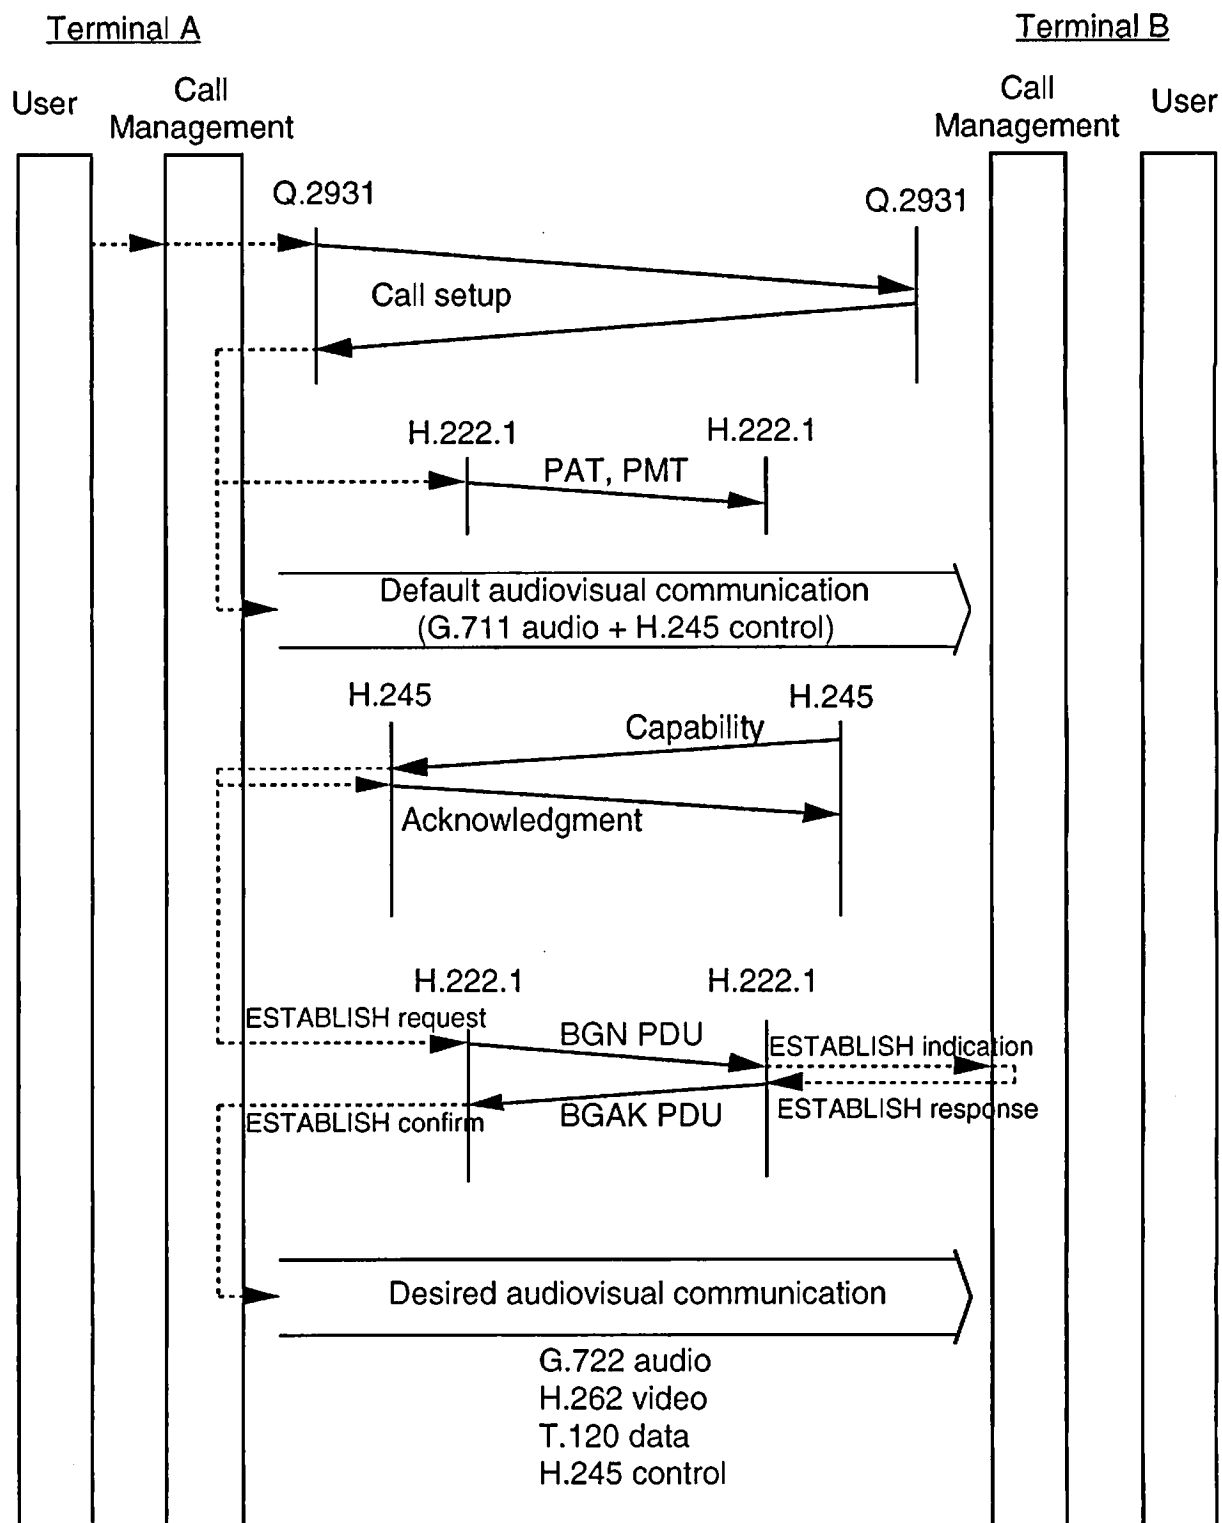 Terminal A
Terminal B
User
Call
Management
Call
Management
User
Q.2931
Q.2931
Call setup
H.222.1
H.222.1
PAT, PMT
Default audiovisual communication
(G.711 audio + H.245 control)
H.245
H.245
Capability
Acknowledgment
H.222.1
H.222.1
ESTABLISH request
BGN PDU
ESTABLISH indication
ESTABLISH confirm
BGAK PDU
ESTABLISH response
Desired audiovisual communication
G.722 audio
H.262 video
T.120 data
H.245 control